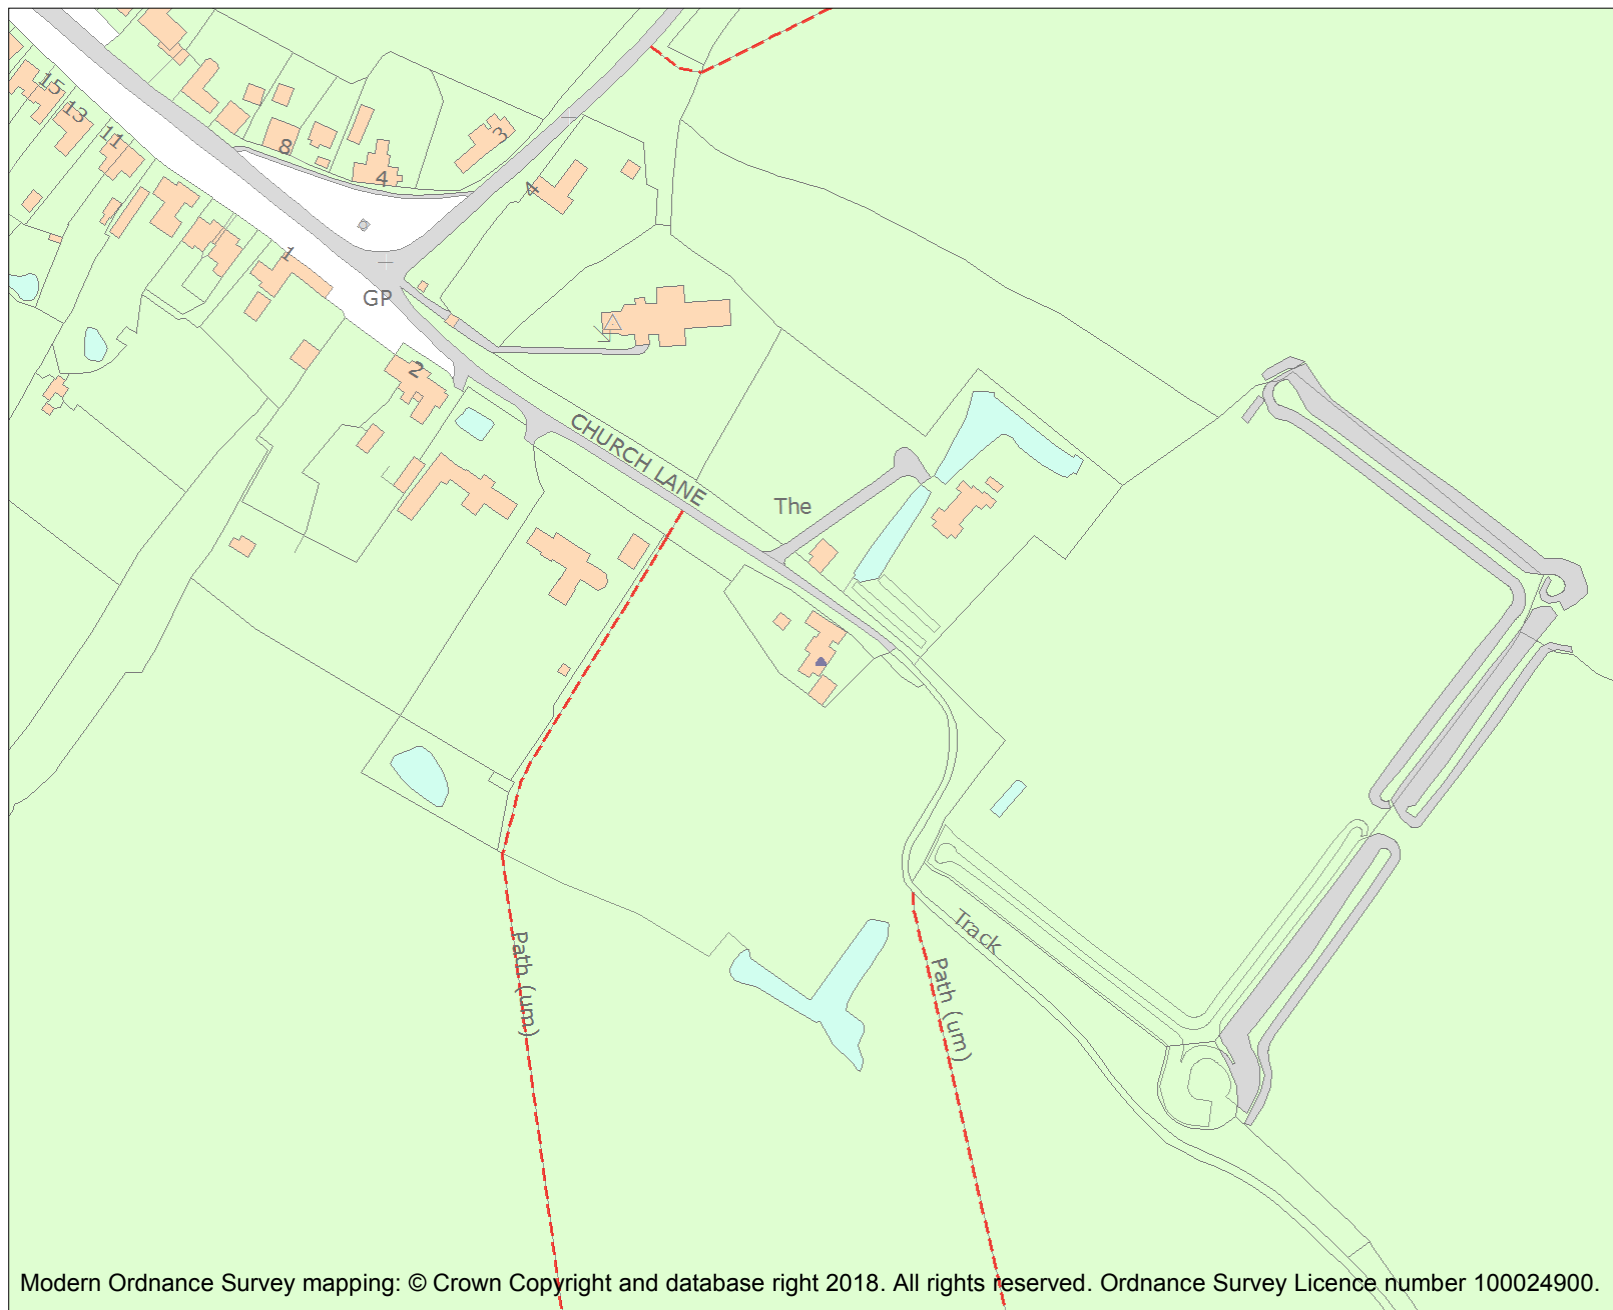 15
13
11
8
4
3
4
1
GP
2
CHURCH LANE
The
Track
Path (um)
Path (um)
Modern Ordnance Survey mapping: © Crown Copyright and database right 2018. All rights reserved. Ordnance Survey Licence number 100024900.